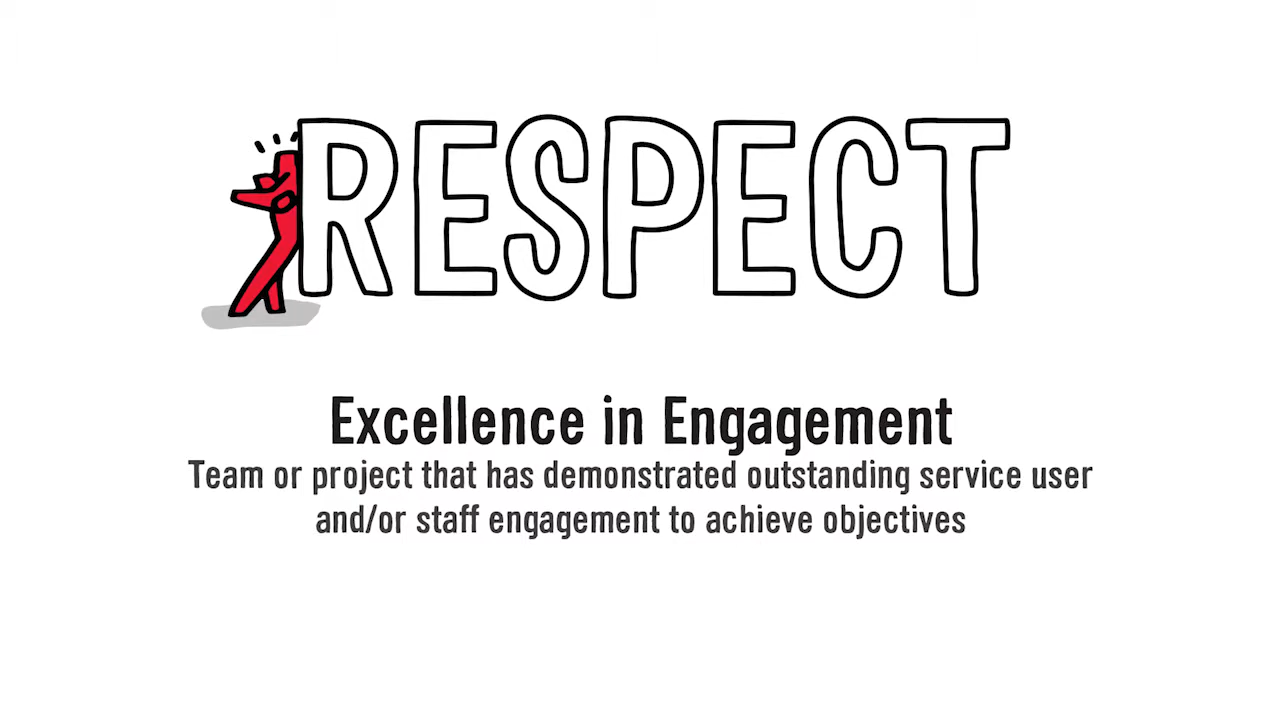 RESPECT
Excellence in Engagement
Team or project that has demonstrated outstanding service user
and/or staff engagement to achieve objectives